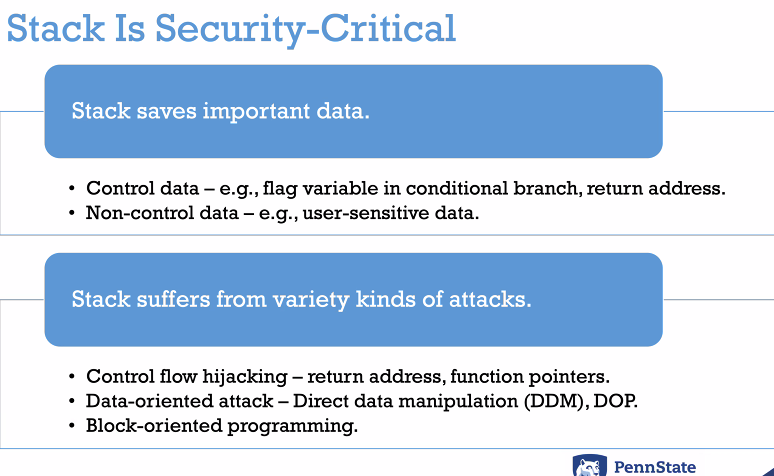 Stack Is Security-Critical
Stack saves important data.
• Control data – e.g., flag variable in conditional branch, return address.
• Non-control data – e.g., user-sensitive data.
Stack suffers from variety kinds of attacks.
• Control flow hijacking – return address, function pointers.
• Data-oriented attack – Direct data manipulation (DDM), DOP.
• Block-oriented programming.
PennState